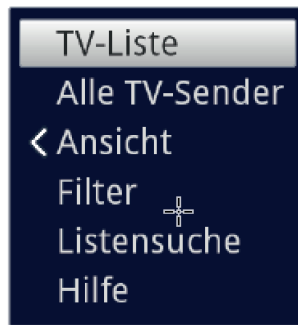 TV-Liste
Alle TV-Sender
Ansicht
Filter
Listensuche
Hilfe